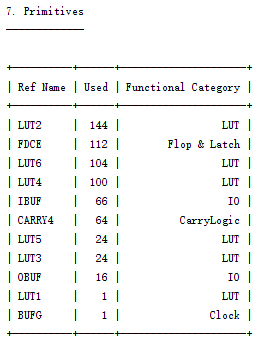 7. Primitives
-------------
+----------+------+---------------------+
| Ref Name | Used | Functional Category |
+----------+------+---------------------+
| LUT2     |  144 |                 LUT |
| FDCE     |  112 |        Flop & Latch |
| LUT6     |  104 |                 LUT |
| LUT4     |  100 |                 LUT |
| IBUF     |   66 |                  IO |
| CARRY4   |   64 |          CarryLogic |
| LUT5     |   24 |                 LUT |
| LUT3     |   24 |                 LUT |
| OBUF     |   16 |                  IO |
| LUT1     |    1 |                 LUT |
| BUFG     |    1 |               Clock |
+----------+------+---------------------+